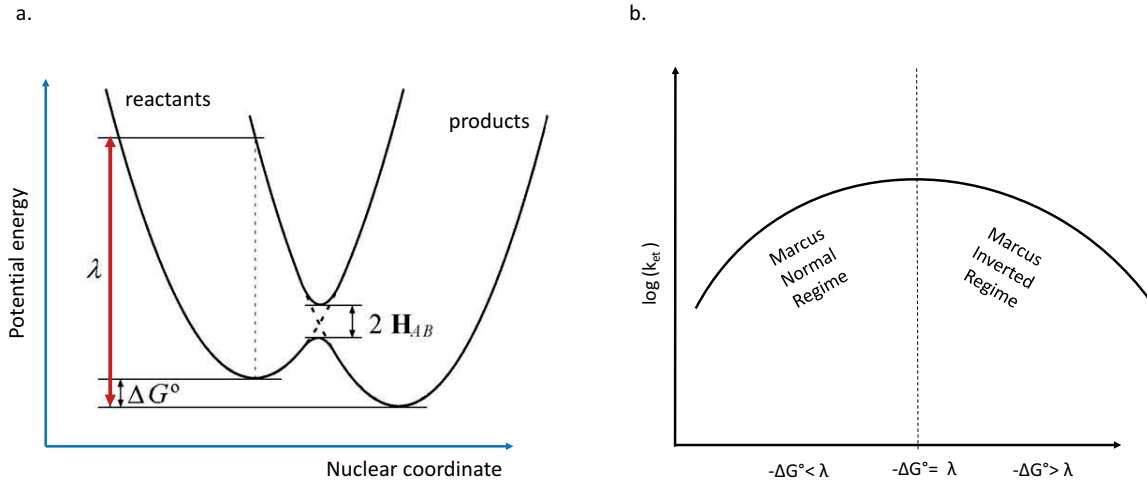 a.
reactants
products
Potential energy
λ
2 H_AB
ΔG°
Nuclear coordinate
b.
log (k_et)
Marcus
Normal
Regime
Marcus
Inverted
Regime
-ΔG°< λ
-ΔG°= λ
-ΔG°> λ